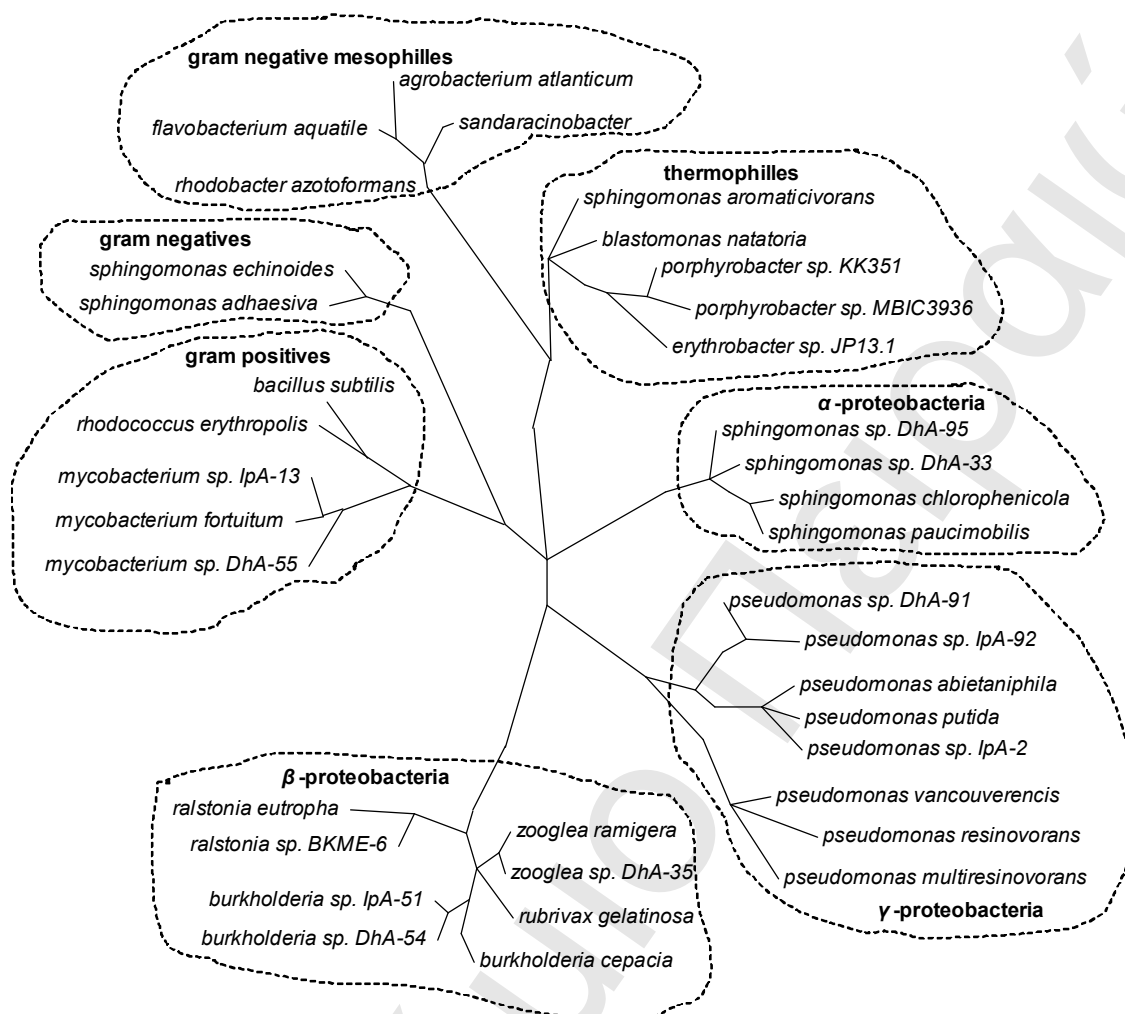 gram negative mesophilles
agrobacterium atlanticum
flavobacterium aquatile
sandaracinobacter
rhodobacter azotoformans
thermophilles
sphingomonas aromaticivorans
blastomonas natatoria
porphyrobacter sp. KK351
porphyrobacter sp. MBIC3936
erythrobacter sp. JP13.1
gram negatives
sphingomonas echinoides
sphingomonas adhaesiva
gram positives
bacillus subtilis
rhodococcus erythropolis
mycobacterium sp. IpA-13
mycobacterium fortuitum
mycobacterium sp. DhA-55
α-proteobacteria
sphingomonas sp. DhA-95
sphingomonas sp. DhA-33
sphingomonas chlorophenicola
sphingomonas paucimobilis
pseudomonas sp. DhA-91
pseudomonas sp. IpA-92
pseudomonas abietaniphila
pseudomonas putida
pseudomonas sp. IpA-2
pseudomonas vancouverencis
pseudomonas resinovorans
pseudomonas multiresinovorans
γ-proteobacteria
β-proteobacteria
ralstonia eutropha
ralstonia sp. BKME-6
zooglea ramigera
zooglea sp. DhA-35
burkholderia sp. IpA-51
rubrivax gelatinosa
burkholderia sp. DhA-54
burkholderia cepacia